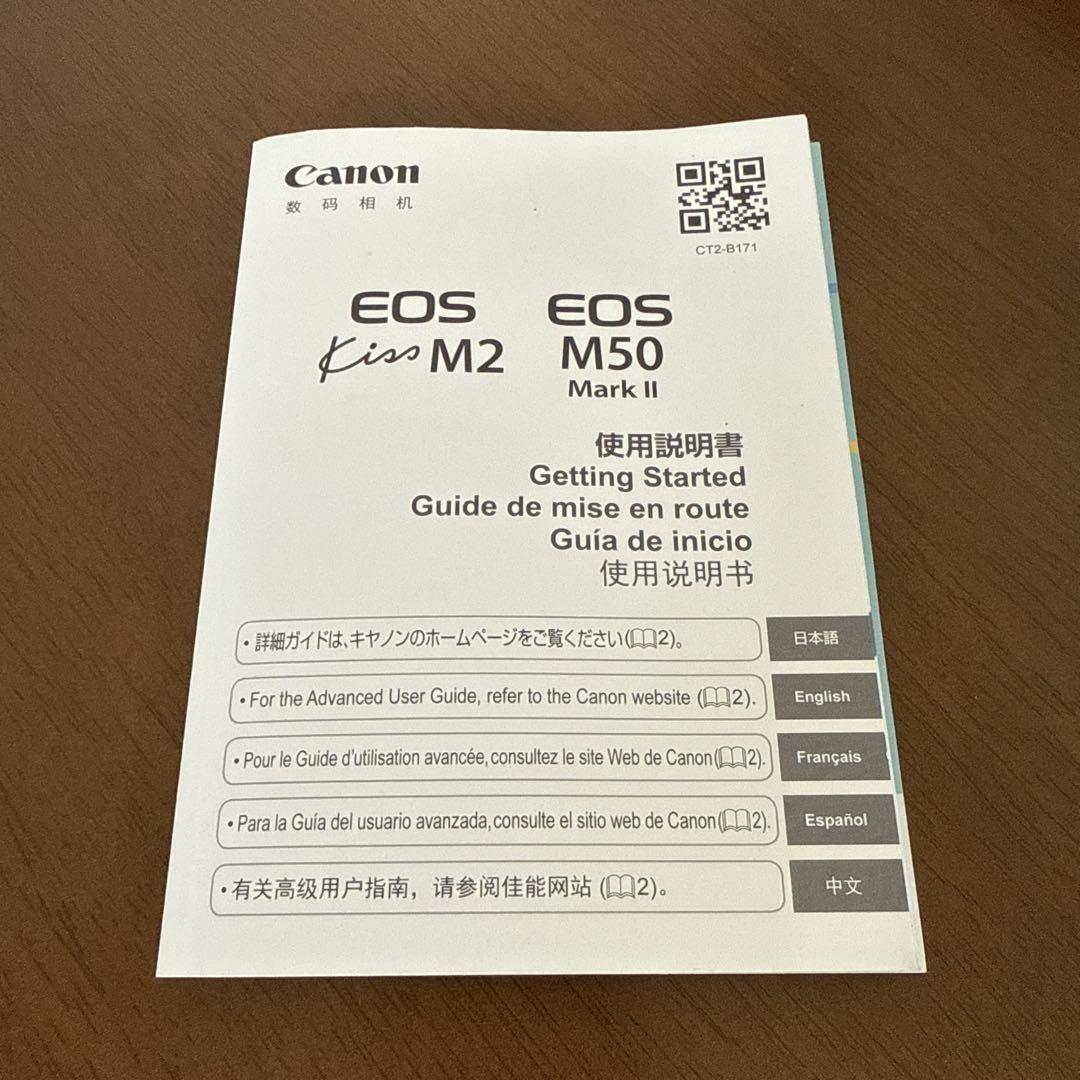 Canon
数码相机
CT2-B171
EOS
Kiss M2
EOS
M50
Mark II
使用説明書
Getting Started
Guide de mise en route
Guía de inicio
使用说明书
・詳細ガイドは、キヤノンのホームページをご覧ください(2)。
日本語
• For the Advanced User Guide, refer to the Canon website (2).
English
• Pour le Guide d'utilisation avancée, consultez le site Web de Canon(2).
Français
• Para la Guía del usuario avanzada, consulte el sitio web de Canon(2).
Español
• 有关高级用户指南，请参阅佳能网站 (2)。
中文